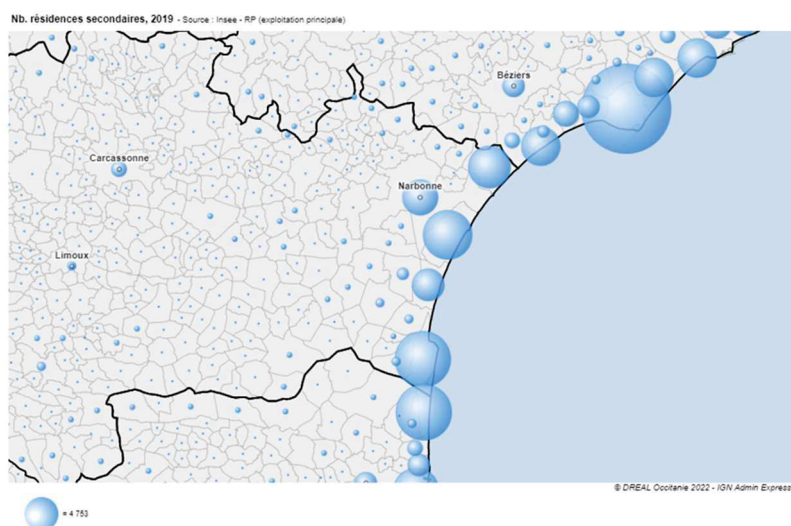 Nb. résidences secondaires, 2019 - Source : Insee - RP (exploitation principale)
Béziers
Carcassonne
Narbonne
Limoux
© DREAL Occitanie 2022 - IGN Admin Express
= 4 753